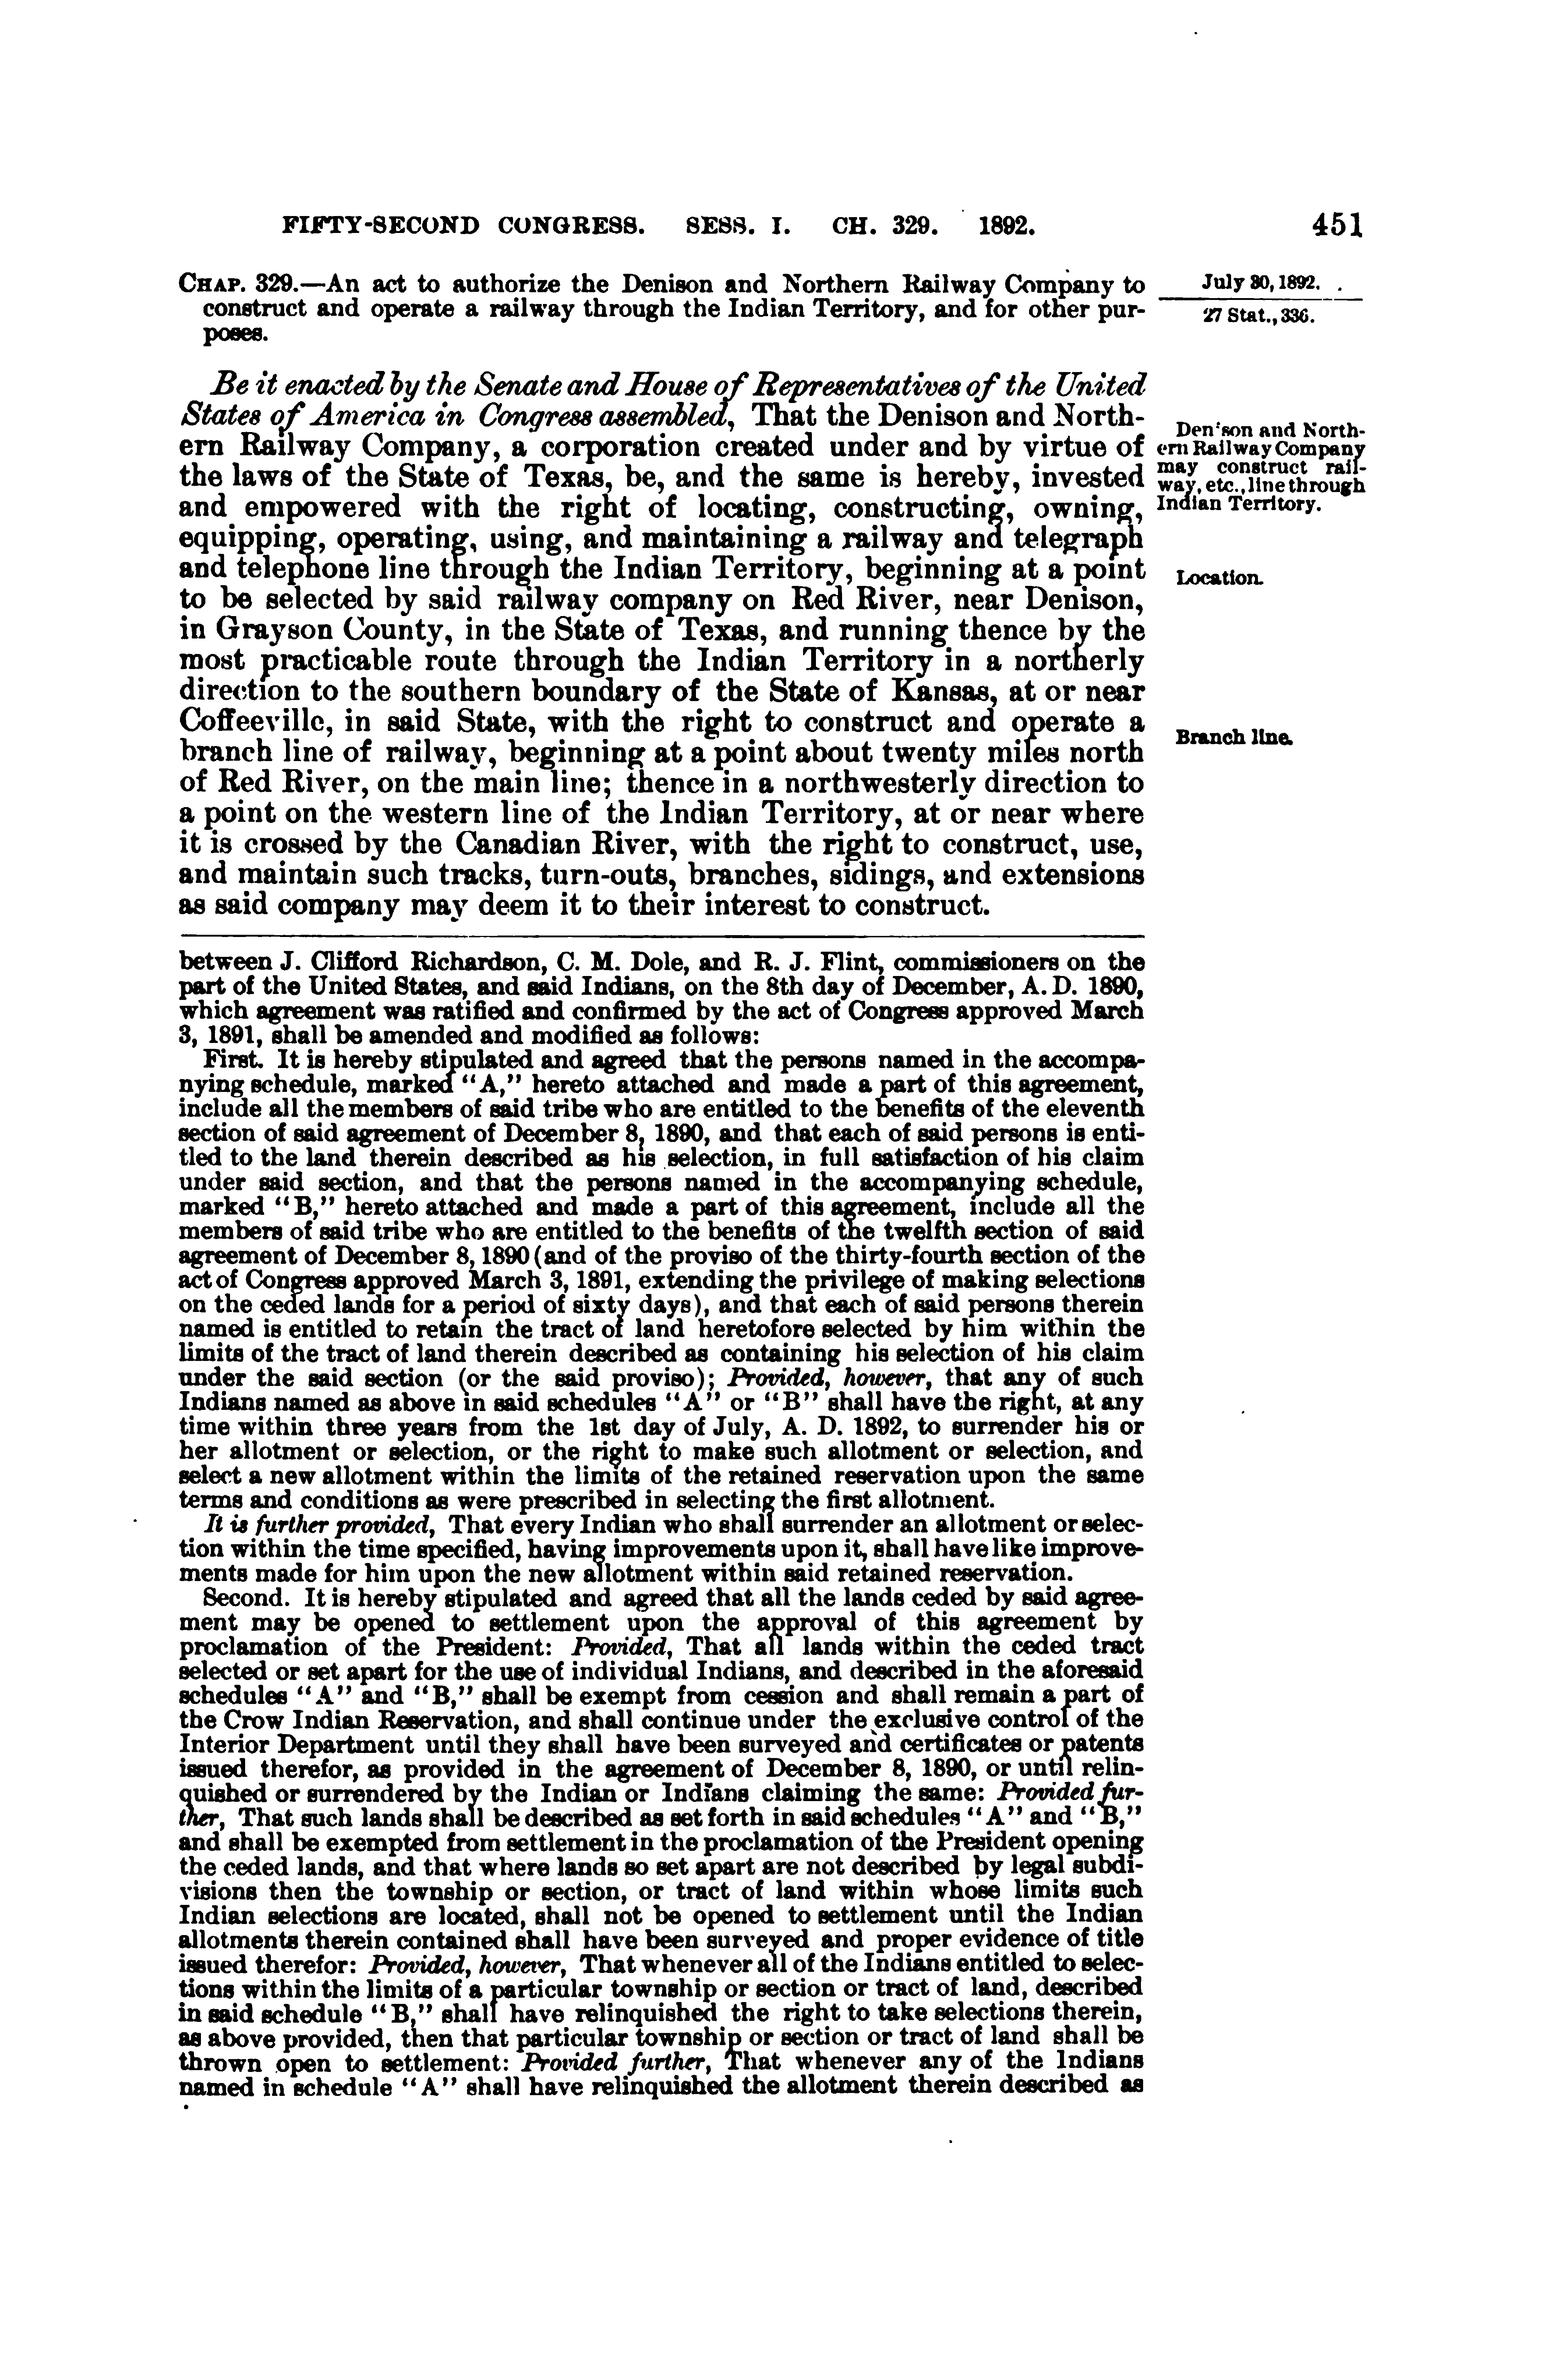 FIFTY-SECOND CONGRESS. SESS. I. CH. 329. 1892. 451
CHAP. 329.—An act to authorize the Denison and Northern Railway Company to
construct and operate a railway through the Indian Territory, and for other pur-
poses.
July 30, 1892.
27 Stat., 336.
Be it enacted by the Senate and House of Representatives of the United
States of America in Congress assembled, That the Denison and North-
ern Railway Company, a corporation created under and by virtue of
the laws of the State of Texas, be, and the same is hereby, invested
and empowered with the right of locating, constructing, owning,
equipping, operating, using, and maintaining a railway and telegraph
and telephone line through the Indian Territory, beginning at a point
to be selected by said railway company on Red River, near Denison,
in Grayson County, in the State of Texas, and running thence by the
most practicable route through the Indian Territory in a northerly
direction to the southern boundary of the State of Kansas, at or near
Coffeeville, in said State, with the right to construct and operate a
branch line of railway, beginning at a point about twenty miles north
of Red River, on the main line; thence in a northwesterly direction to
a point on the western line of the Indian Territory, at or near where
it is crossed by the Canadian River, with the right to construct, use,
and maintain such tracks, turn-outs, branches, sidings, and extensions
as said company may deem it to their interest to construct.
Denison and North-
ern Railway Company
may construct rail-
way, etc., line through
Indian Territory.
Location.
Branch line.
between J. Clifford Richardson, C. M. Dole, and R. J. Flint, commissioners on the
part of the United States, and said Indians, on the 8th day of December, A. D. 1890,
which agreement was ratified and confirmed by the act of Congress approved March
3, 1891, shall be amended and modified as follows:
First. It is hereby stipulated and agreed that the persons named in the accompa-
nying schedule, marked "A," hereto attached and made a part of this agreement,
include all the members of said tribe who are entitled to the benefits of the eleventh
section of said agreement of December 8, 1890, and that each of said persons is enti-
tled to the land therein described as his selection, in full satisfaction of his claim
under said section, and that the persons named in the accompanying schedule,
marked "B," hereto attached and made a part of this agreement, include all the
members of said tribe who are entitled to the benefits of the twelfth section of said
agreement of December 8, 1890 (and of the proviso of the thirty-fourth section of the
act of Congress approved March 3, 1891, extending the privilege of making selections
on the ceded lands for a period of sixty days), and that each of said persons therein
named is entitled to retain the tract of land heretofore selected by him within the
limits of the tract of land therein described as containing his selection of his claim
under the said section (or the said proviso); Provided, however, that any of such
Indians named as above in said schedules "A" or "B" shall have the right, at any
time within three years from the 1st day of July, A. D. 1892, to surrender his or
her allotment or selection, or the right to make such allotment or selection, and
select a new allotment within the limits of the retained reservation upon the same
terms and conditions as were prescribed in selecting the first allotment.
It is further provided, That every Indian who shall surrender an allotment or selec-
tion within the time specified, having improvements upon it, shall have like improve-
ments made for him upon the new allotment within said retained reservation.
Second. It is hereby stipulated and agreed that all the lands ceded by said agree-
ment may be opened to settlement upon the approval of this agreement by
proclamation of the President: Provided, That all lands within the ceded tract
selected or set apart for the use of individual Indians, and described in the aforesaid
schedules "A" and "B," shall be exempt from cession and shall remain a part of
the Crow Indian Reservation, and shall continue under the exclusive control of the
Interior Department until they shall have been surveyed and certificates or patents
issued therefor, as provided in the agreement of December 8, 1890, or until relin-
quished or surrendered by the Indian or Indians claiming the same: Provided fur-
ther, That such lands shall be described as set forth in said schedules "A" and "B,"
and shall be exempted from settlement in the proclamation of the President opening
the ceded lands, and that where lands so set apart are not described by legal subdi-
visions then the township or section, or tract of land within whose limits such
Indian selections are located, shall not be opened to settlement until the Indian
allotments therein contained shall have been surveyed and proper evidence of title
issued therefor: Provided, however, That whenever all of the Indians entitled to selec-
tions within the limits of a particular township or section or tract of land, described
in said schedule "B," shall have relinquished the right to take selections therein,
as above provided, then that particular township or section or tract of land shall be
thrown open to settlement: Provided further, That whenever any of the Indians
named in schedule "A" shall have relinquished the allotment therein described as